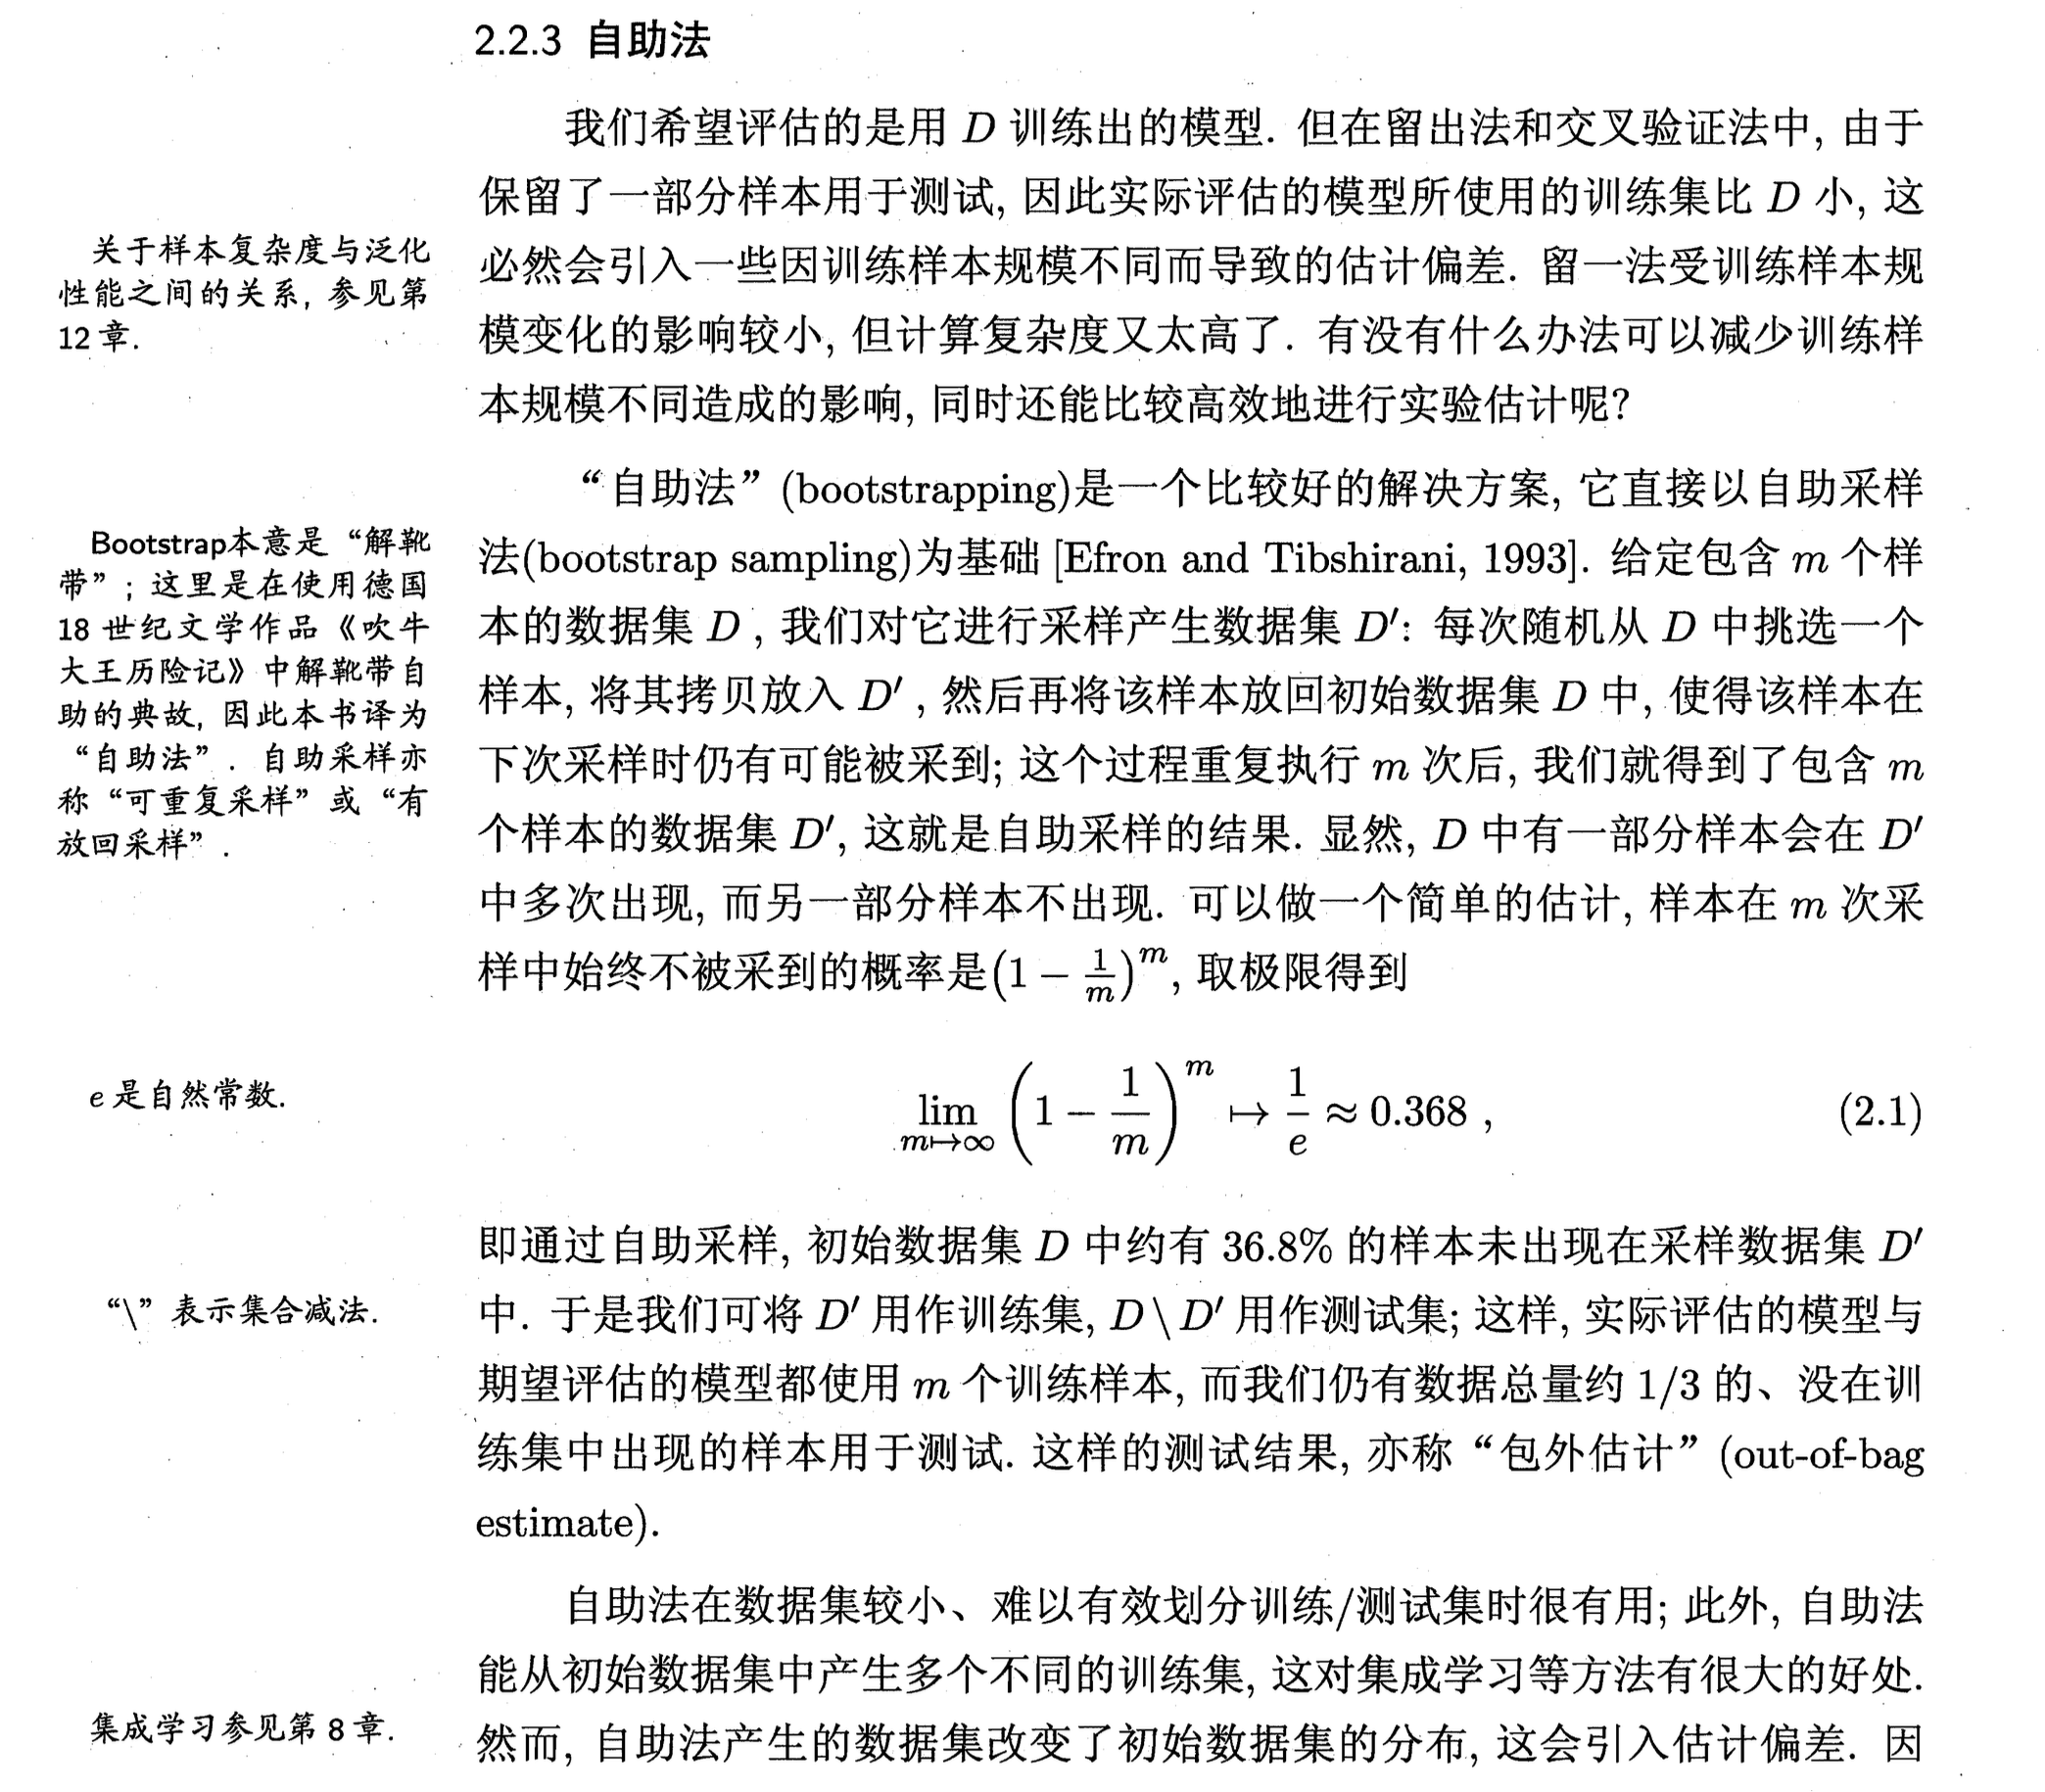 2.2.3 自助法
我们希望评估的是用 D 训练出的模型. 但在留出法和交叉验证法中, 由于
保留了一部分样本用于测试, 因此实际评估的模型所使用的训练集比 D 小, 这
必然会引入一些因训练样本规模不同而导致的估计偏差. 留一法受训练样本规
模变化的影响较小, 但计算复杂度又太高了. 有没有什么办法可以减少训练样
本规模不同造成的影响, 同时还能比较高效地进行实验估计呢?
关于样本复杂度与泛化
性能之间的关系, 参见第
12 章.
“自助法” (bootstrapping)是一个比较好的解决方案, 它直接以自助采样
法(bootstrap sampling)为基础 [Efron and Tibshirani, 1993]. 给定包含 m 个样
本的数据集 D , 我们对它进行采样产生数据集 D′: 每次随机从 D 中挑选一个
样本, 将其拷贝放入 D′ , 然后再将该样本放回初始数据集 D 中, 使得该样本在
下次采样时仍有可能被采到; 这个过程重复执行 m 次后, 我们就得到了包含 m
个样本的数据集 D′, 这就是自助采样的结果. 显然, D 中有一部分样本会在 D′
中多次出现, 而另一部分样本不出现. 可以做一个简单的估计, 样本在 m 次采
样中始终不被采到的概率是(1 − 1/m)^m, 取极限得到
Bootstrap本意是 “解靴
带” ; 这里是在使用德国
18 世纪文学作品《吹牛
大王历险记》中解靴带自
助的典故, 因此本书译为
“自助法” . 自助采样亦
称 “可重复采样” 或 “有
放回采样” .
lim m↦∞ (1 − 1/m)^m ↦ 1/e ≈ 0.368 , (2.1)
e 是自然常数.
即通过自助采样, 初始数据集 D 中约有 36.8% 的样本未出现在采样数据集 D′
中. 于是我们可将 D′ 用作训练集, D \ D′ 用作测试集; 这样, 实际评估的模型与
期望评估的模型都使用 m 个训练样本, 而我们仍有数据总量约 1/3 的、没在训
练集中出现的样本用于测试. 这样的测试结果, 亦称 “包外估计” (out-of-bag
estimate).
“\” 表示集合减法.
自助法在数据集较小、难以有效划分训练/测试集时很有用; 此外, 自助法
能从初始数据集中产生多个不同的训练集, 这对集成学习等方法有很大的好处.
然而, 自助法产生的数据集改变了初始数据集的分布, 这会引入估计偏差. 因
集成学习参见第 8 章.